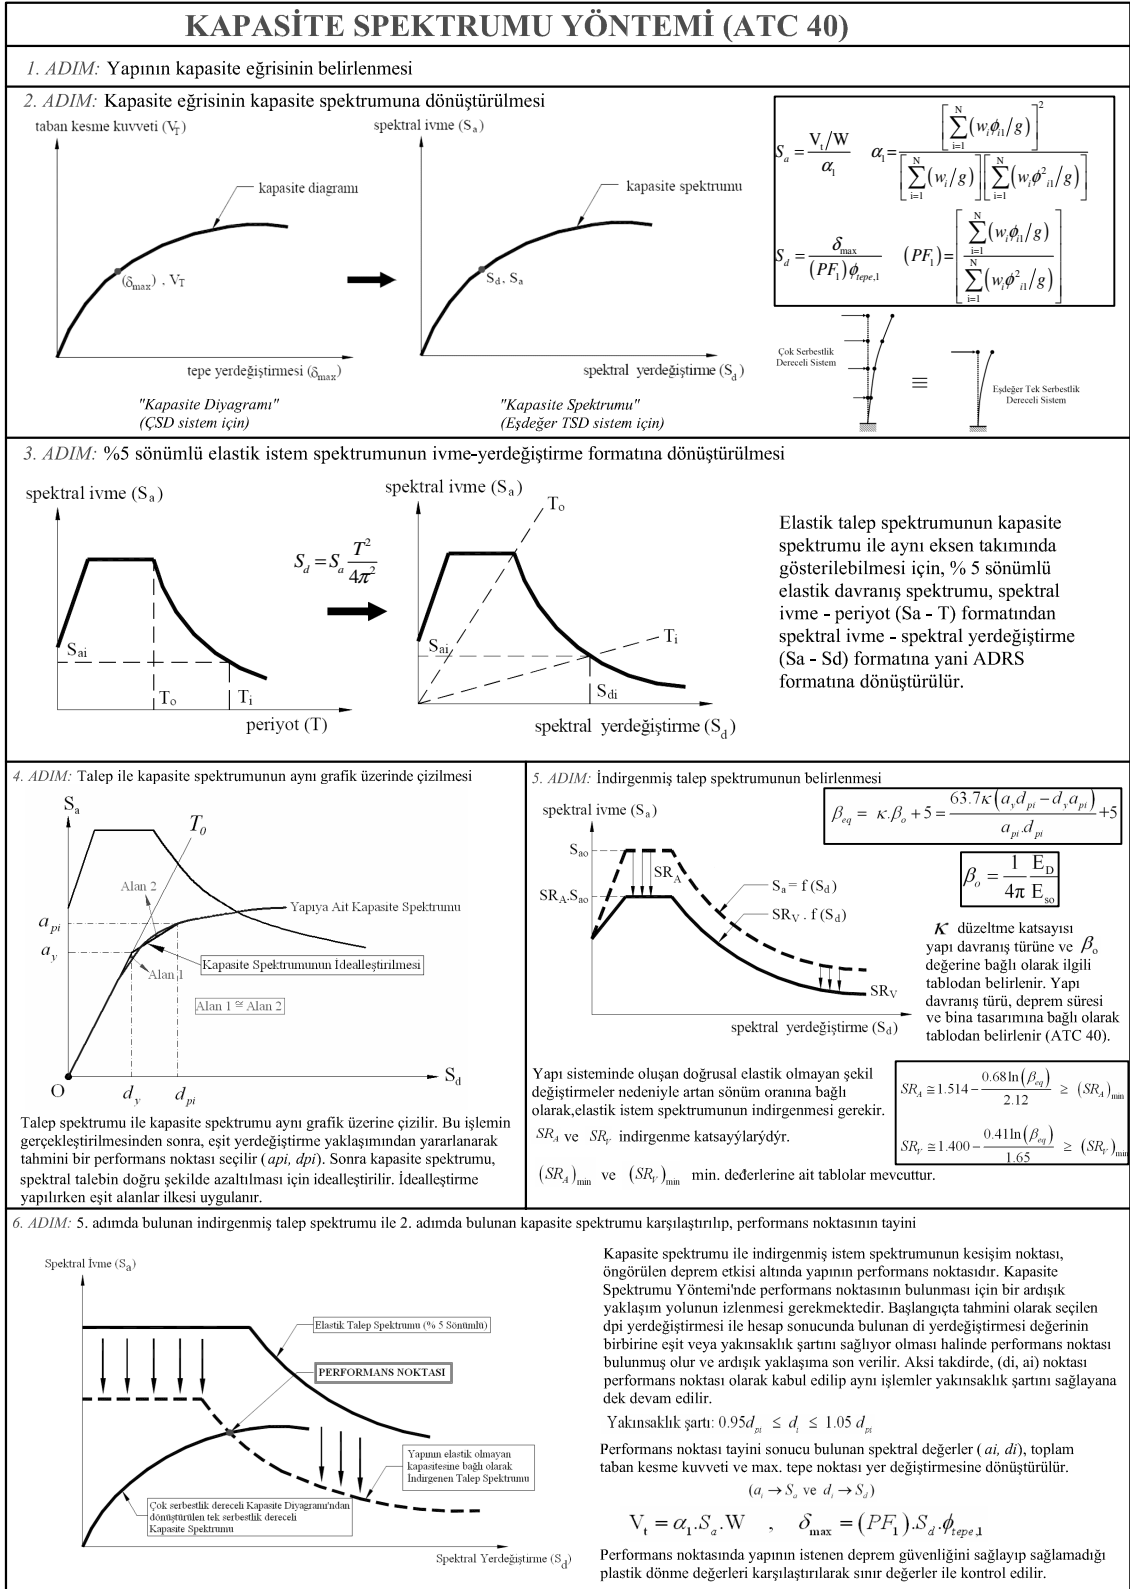 KAPASİTE SPEKTRUMU YÖNTEMİ (ATC 40)
1. ADIM: Yapının kapasite eğrisinin belirlenmesi
2. ADIM: Kapasite eğrisinin kapasite spektrumuna dönüştürülmesi
taban kesme kuvveti (V_T)
kapasite diagramı
(δ_max) , V_T
tepe yerdeğiştirmesi (δ_max)
"Kapasite Diyagramı"
(ÇSD sistem için)
spektral ivme (S_a)
kapasite spektrumu
S_d, S_a
spektral yerdeğiştirme (S_d)
"Kapasite Spektrumu"
(Eşdeğer TSD sistem için)
S_a = (V_t/W)/α_1    α_1 = [∑_{i=1}^{N}(w_i φ_{i1}/g)]^2 / [∑_{i=1}^{N}(w_i/g)][∑_{i=1}^{N}(w_i φ^2_{i1}/g)]
S_d = δ_max/((PF_1)φ_{tepe,1})    (PF_1) = [∑_{i=1}^{N}(w_i φ_{i1}/g) / ∑_{i=1}^{N}(w_i φ^2_{i1}/g)]
Çok Serbestlik
Dereceli Sistem
≡
Eşdeğer Tek Serbestlik
Dereceli Sistem
3. ADIM: %5 sönümlü elastik istem spektrumunun ivme-yerdeğiştirme formatına dönüştürülmesi
spektral ivme (S_a)
S_ai
T_o
T_i
periyot (T)
S_d = S_a T^2/4π^2
spektral ivme (S_a)
T_o
S_ai
T_i
S_di
spektral yerdeğiştirme (S_d)
Elastik talep spektrumunun kapasite
spektrumu ile aynı eksen takımında
gösterilebilmesi için, % 5 sönümlü
elastik davranış spektrumu, spektral
ivme - periyot (Sa - T) formatından
spektral ivme - spektral yerdeğiştirme
(Sa - Sd) formatına yani ADRS
formatına dönüştürülür.
4. ADIM: Talep ile kapasite spektrumunun aynı grafik üzerinde çizilmesi
S_a
T_0
Alan 2
Yapıya Ait Kapasite Spektrumu
a_pi
a_y
Alan 1
Kapasite Spektrumunun İdealleştirilmesi
Alan 1 ≅ Alan 2
O
d_y
d_pi
S_d
Talep spektrumu ile kapasite spektrumu aynı grafik üzerine çizilir. Bu işlemin
gerçekleştirilmesinden sonra, eşit yerdeğiştirme yaklaşımından yararlanarak
tahmini bir performans noktası seçilir (api, dpi). Sonra kapasite spektrumu,
spektral talebin doğru şekilde azaltılması için idealleştirilir. İdealleştirme
yapılırken eşit alanlar ilkesi uygulanır.
5. ADIM: İndirgenmiş talep spektrumunun belirlenmesi
spektral ivme (S_a)
S_ao
SR_A
SR_A.S_ao
S_a = f (S_d)
SR_V . f (S_d)
SR_V
spektral yerdeğiştirme (S_d)
β_eq = κ.β_o + 5 = 63.7κ(a_y d_pi − d_y a_pi)/(a_pi.d_pi) + 5
β_o = (1/4π) (E_D/E_so)
κ düzeltme katsayısı
yapı davranış türüne ve β_o
değerine bağlı olarak ilgili
tablodan belirlenir. Yapı
davranış türü, deprem süresi
ve bina tasarımına bağlı olarak
tablodan belirlenir (ATC 40).
Yapı sisteminde oluşan doğrusal elastik olmayan şekil
değiştirmeler nedeniyle artan sönüm oranına bağlı
olarak,elastik istem spektrumunun indirgenmesi gerekir.
SR_A ve SR_V indirgenme katsayýlarýdýr.
(SR_A)_min ve (SR_V)_min min. deđerlerine ait tablolar mevcuttur.
SR_A ≅ 1.514 − 0.68ln(β_eq)/2.12 ≥ (SR_A)_min
SR_V ≅ 1.400 − 0.41ln(β_eq)/1.65 ≥ (SR_V)_min
6. ADIM: 5. adımda bulunan indirgenmiş talep spektrumu ile 2. adımda bulunan kapasite spektrumu karşılaştırılıp, performans noktasının tayini
Spektral İvme (S_a)
Elastik Talep Spektrumu (% 5 Sönümlü)
PERFORMANS NOKTASI
Yapının elastik olmayan
kapasitesine bağlı olarak
İndirgenen Talep Spektrumu
Çok serbestlik dereceli Kapasite Diyagramı'ndan
dönüştürülen tek serbestlik dereceli
Kapasite Spektrumu
Spektral Yerdeğiştirme (S_d)
Kapasite spektrumu ile indirgenmiş istem spektrumunun kesişim noktası,
öngörülen deprem etkisi altında yapının performans noktasıdır. Kapasite
Spektrumu Yöntemi'nde performans noktasının bulunması için bir ardışık
yaklaşım yolunun izlenmesi gerekmektedir. Başlangıçta tahmini olarak seçilen
dpi yerdeğiştirmesi ile hesap sonucunda bulunan di yerdeğiştirmesi değerinin
birbirine eşit veya yakınsaklık şartını sağlıyor olması halinde performans noktası
bulunmuş olur ve ardışık yaklaşıma son verilir. Aksi takdirde, (di, ai) noktası
performans noktası olarak kabul edilip aynı işlemler yakınsaklık şartını sağlayana
dek devam edilir.
Yakınsaklık şartı: 0.95d_pi ≤ d_i ≤ 1.05 d_pi
Performans noktası tayini sonucu bulunan spektral değerler ( ai, di), toplam
taban kesme kuvveti ve max. tepe noktası yer değiştirmesine dönüştürülür.
(a_i → S_a ve d_i → S_d)
V_t = α_1.S_a.W , δ_max = (PF_1).S_d.φ_{tepe,1}
Performans noktasında yapının istenen deprem güvenliğini sağlayıp sağlamadığı
plastik dönme değerleri karşılaştırılarak sınır değerler ile kontrol edilir.